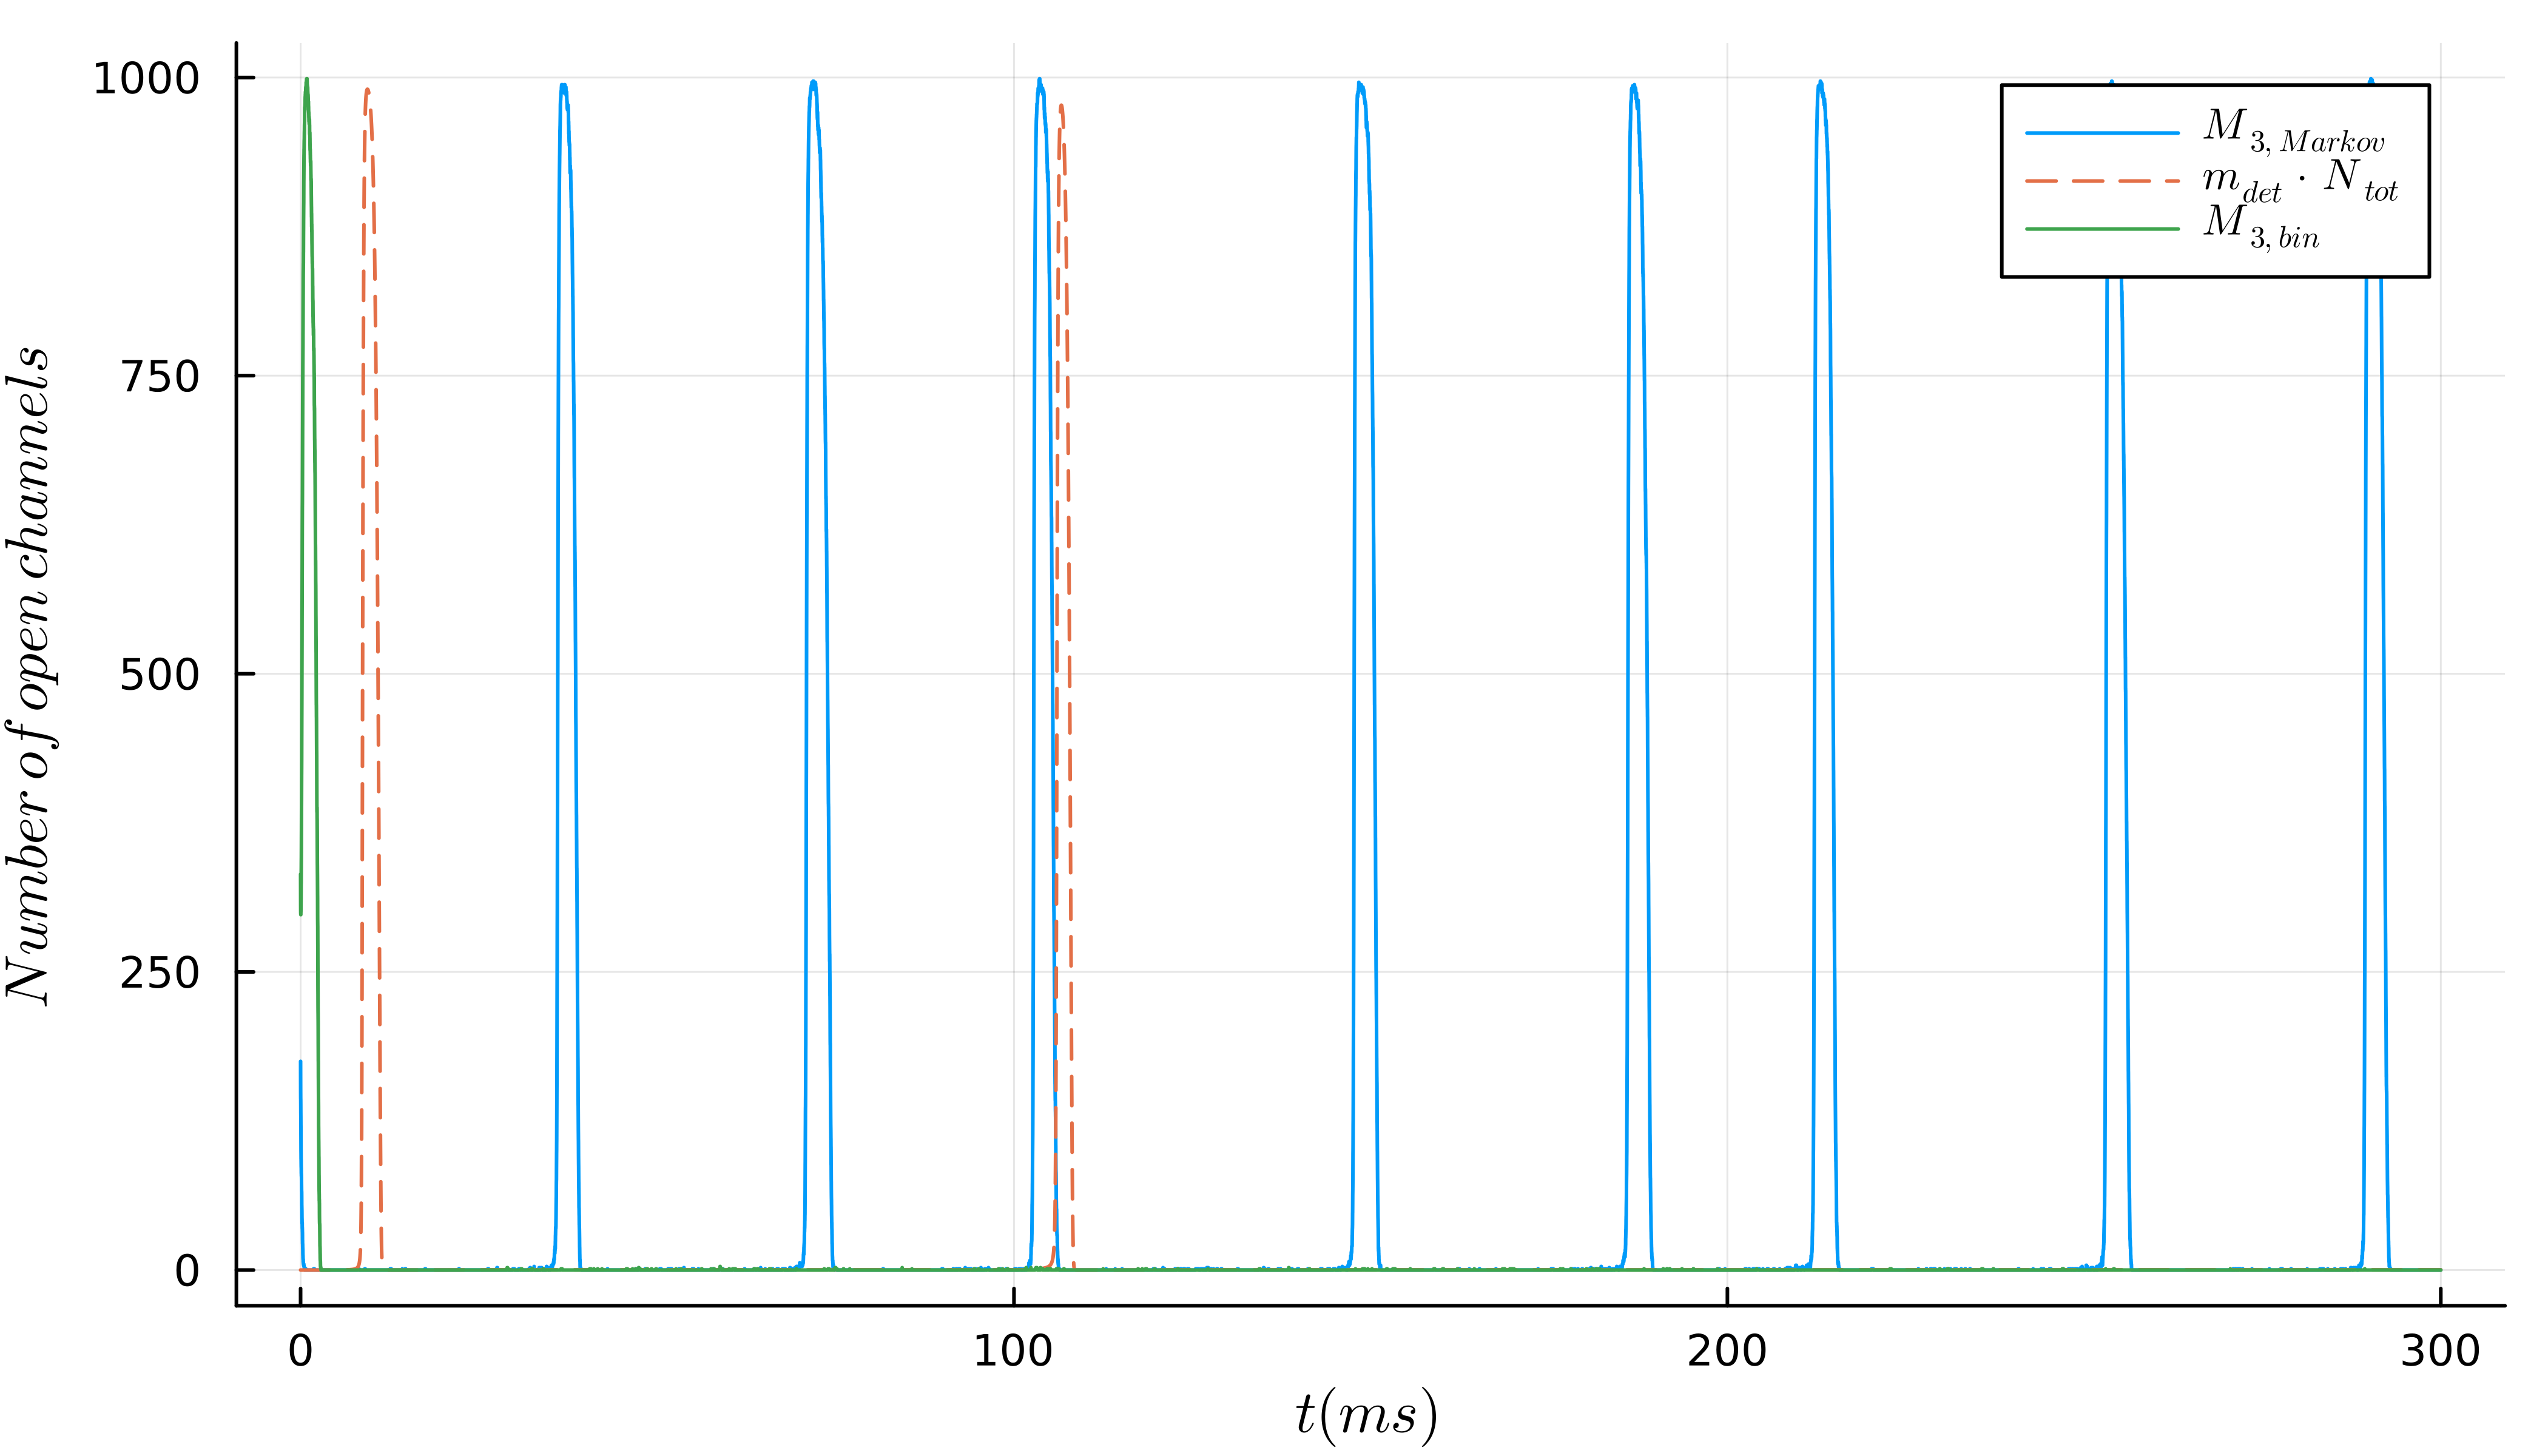 1000
750
500
250
0
Number of open channels
0 100 200 300
t(ms)
M3, Markov
mdet · Ntot
M3, bin